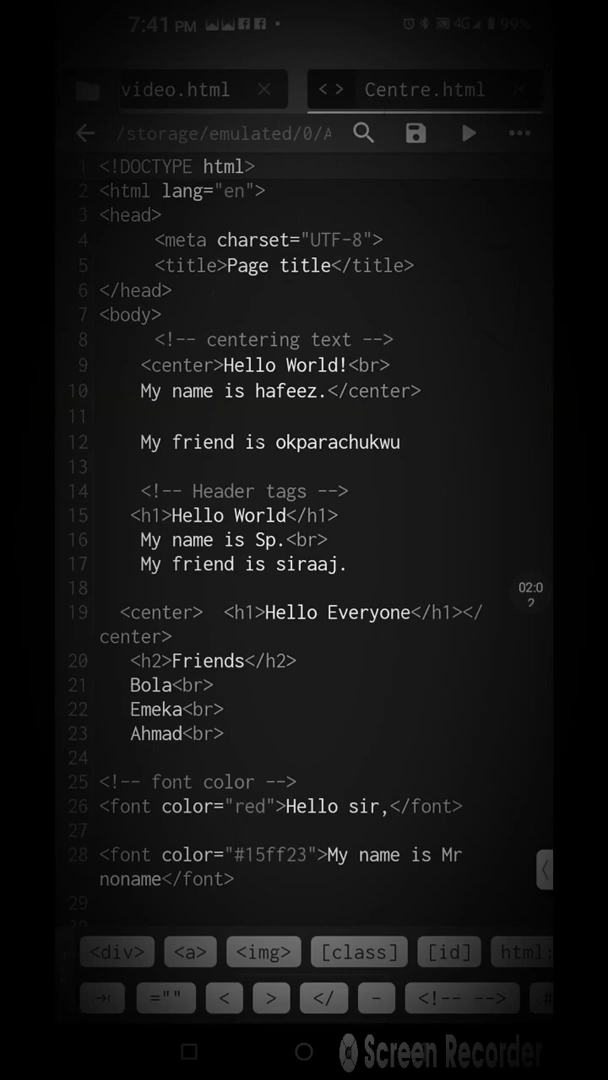 7:41 PM
4G 99%
video.html
<> Centre.html
/storage/emulated/0/A
1 <!DOCTYPE html>
2 <html lang="en">
3 <head>
4 <meta charset="UTF-8">
5 <title>Page title</title>
6 </head>
7 <body>
8 <!-- centering text -->
9 <center>Hello World!<br>
10 My name is hafeez.</center>
11
12 My friend is okparachukwu
13
14 <!-- Header tags -->
15 <h1>Hello World</h1>
16 My name is Sp.<br>
17 My friend is siraaj.
18
02:0
2
19 <center> <h1>Hello Everyone</h1></
center>
20 <h2>Friends</h2>
21 Bola<br>
22 Emeka<br>
23 Ahmad<br>
24
25 <!-- font color -->
26 <font color="red">Hello sir,</font>
27
28 <font color="#15ff23">My name is Mr
noname</font>
29
<div> <a> <img> [class] [id] html:
="" < > </ - <!-- --> #
Screen Recorder